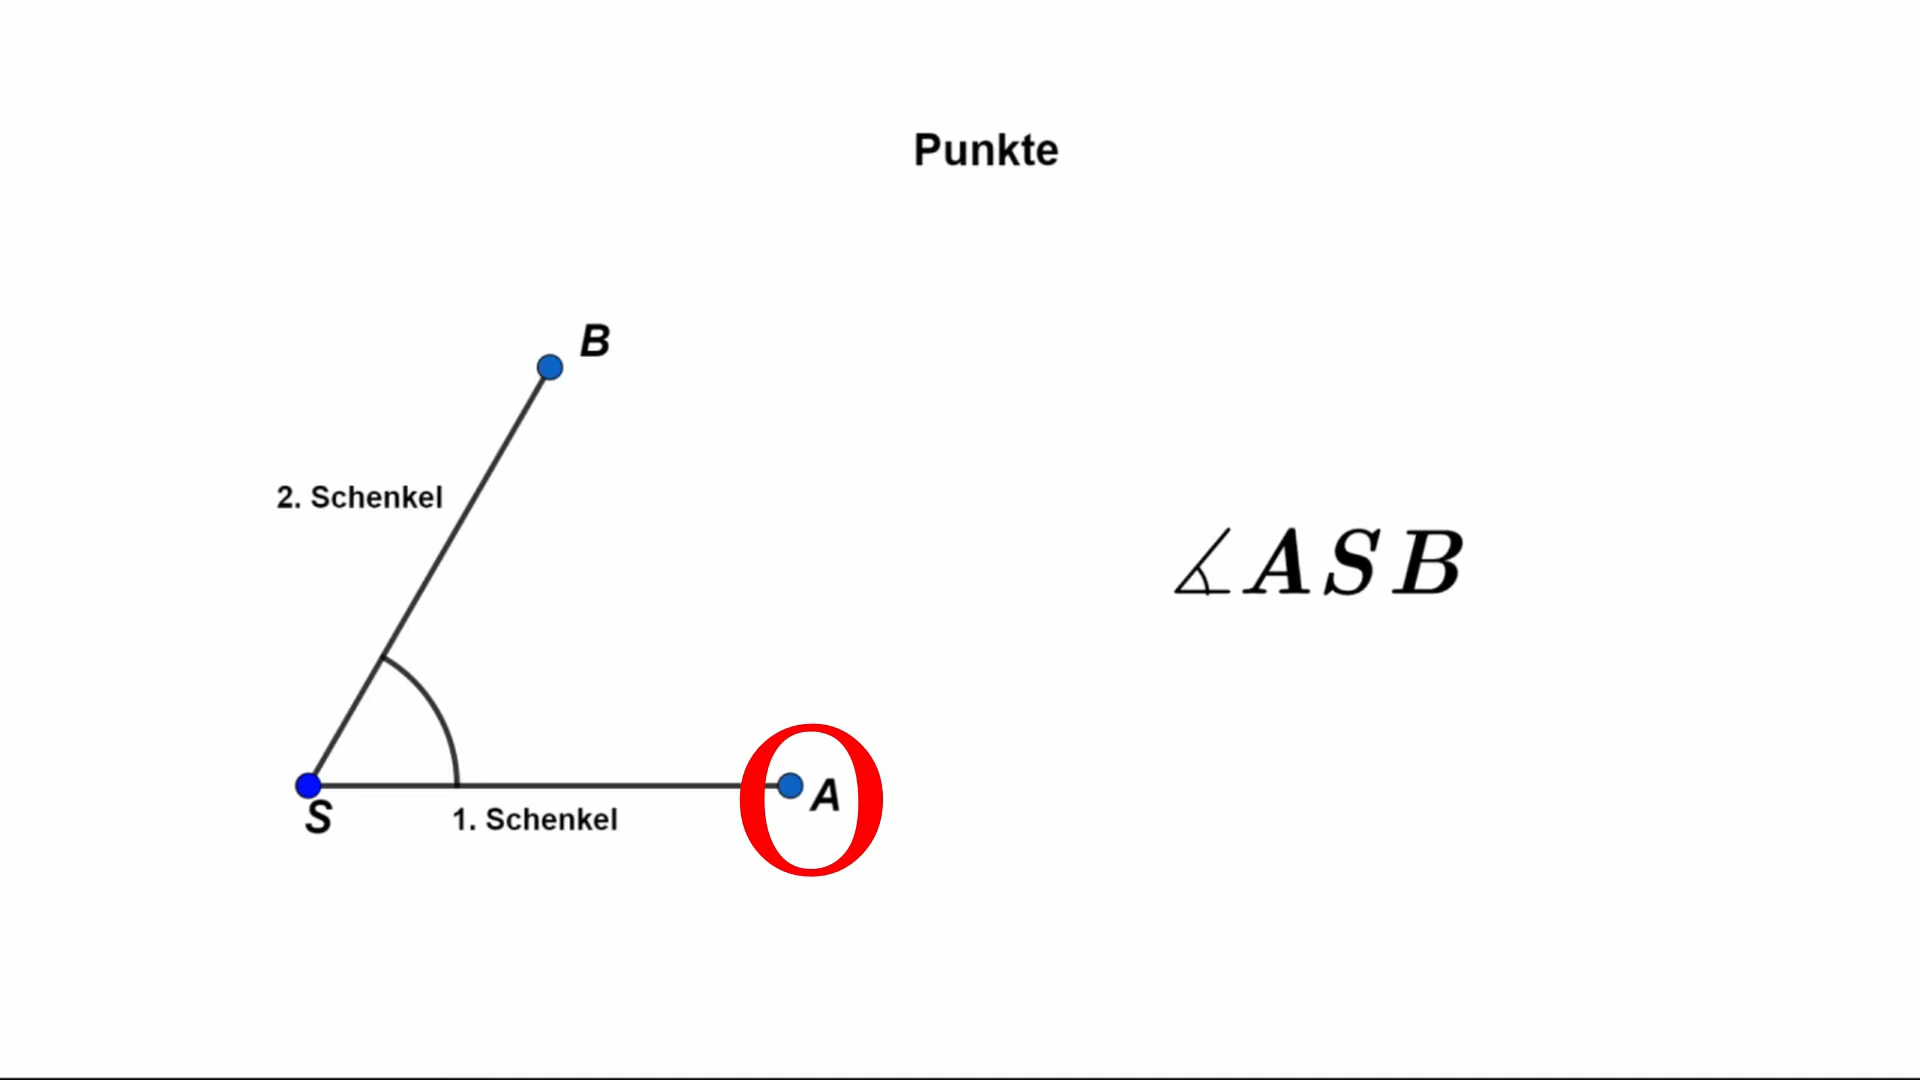 Punkte
B
2. Schenkel
∡ASB
A
S
1. Schenkel